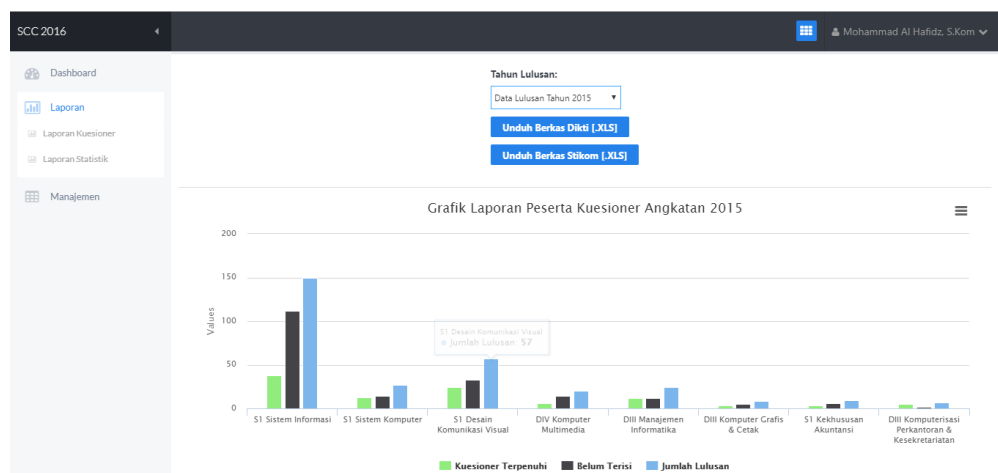 SCC 2016
Mohammad Al Hafidz, S.Kom
Dashboard
Laporan
Laporan Kuesioner
Laporan Statistik
Manajemen
Tahun Lulusan:
Data Lulusan Tahun 2015
Unduh Berkas Dikti [.XLS]
Unduh Berkas Stikom [.XLS]
Grafik Laporan Peserta Kuesioner Angkatan 2015
Values
200
150
100
50
0
S1 Desain Komunikasi Visual
Jumlah Lulusan: 57
S1 Sistem Informasi
S1 Sistem Komputer
S1 Desain
Komunikasi Visual
DIV Komputer
Multimedia
DIII Manajemen
Informatika
DIII Komputer Grafis
& Cetak
S1 Kekhususan
Akuntansi
DIII Komputerisasi
Perkantoran &
Kesekretariatan
Kuesioner Terpenuhi
Belum Terisi
Jumlah Lulusan